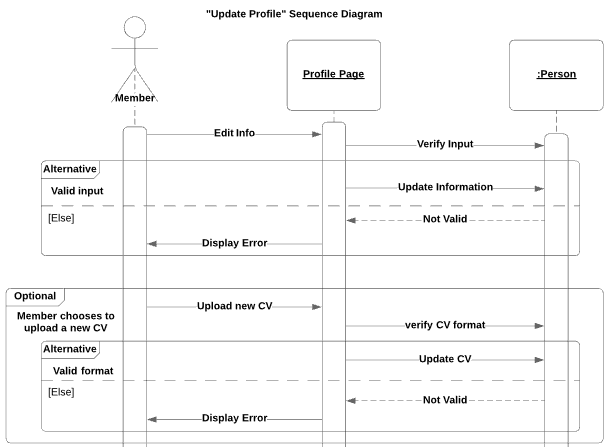 "Update Profile" Sequence Diagram
Member
Profile Page
:Person
Edit Info
Verify Input
Alternative
Valid input
Update Information
[Else]
Not Valid
Display Error
Optional
Member chooses to
upload a new CV
Upload new CV
verify CV format
Alternative
Valid format
Update CV
[Else]
Not Valid
Display Error